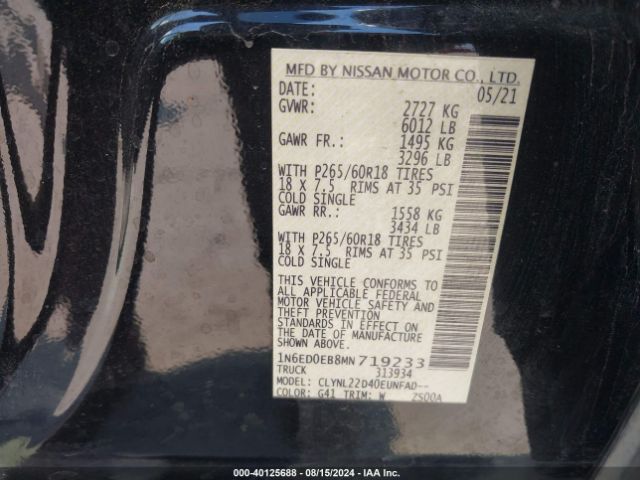 MFD BY NISSAN MOTOR CO., LTD.
DATE: 05/21
GVWR: 2727 KG
6012 LB
GAWR FR.: 1495 KG
3296 LB
WITH P265/60R18 TIRES
18 X 7.5 RIMS AT 35 PSI
COLD SINGLE
GAWR RR.: 1558 KG
3434 LB
WITH P265/60R18 TIRES
18 X 7.5 RIMS AT 35 PSI
COLD SINGLE
THIS VEHICLE CONFORMS TO
ALL APPLICABLE FEDERAL
MOTOR VEHICLE SAFETY AND
THEFT PREVENTION
STANDARDS IN EFFECT ON
THE DATE OF MANUFACTURE
SHOWN ABOVE.
1N6ED0EB8MN719233
TRUCK 313934
MODEL: CLYNL22D40EUNFAD--
COLOR: G41 TRIM: W ZS00A
000-40125688 - 08/15/2024 - IAA Inc.